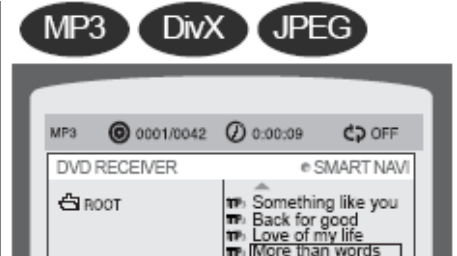 MP3 DivX JPEG
MP3 0001/0042 0:00:09 OFF
DVD RECEIVER SMART NAVI
ROOT
Something like you
Back for good
Love of my life
More than words